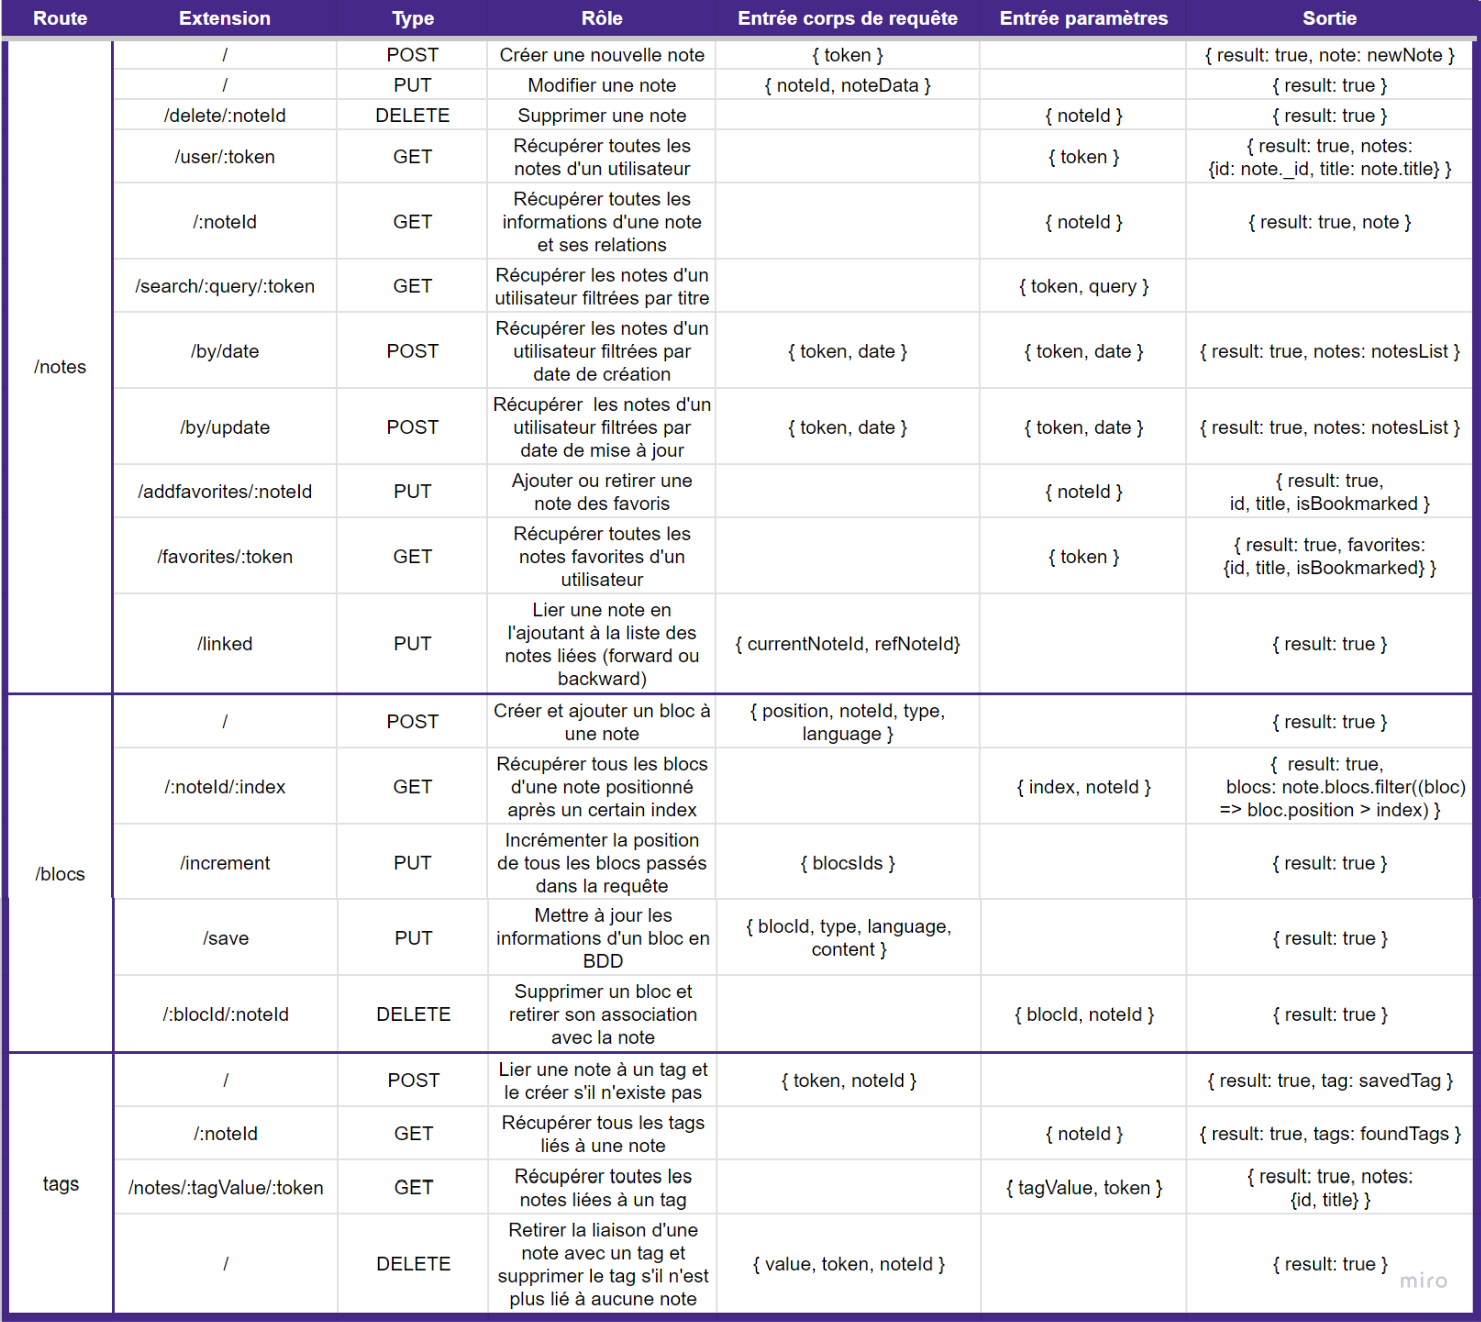 Route Extension Type Rôle Entrée corps de requête Entrée paramètres Sortie
/notes
/ POST Créer une nouvelle note { token } { result: true, note: newNote }
/ PUT Modifier une note { noteId, noteData } { result: true }
/delete/:noteId DELETE Supprimer une note { noteId } { result: true }
/user/:token GET Récupérer toutes les
notes d'un utilisateur { token } { result: true, notes:
{id: note._id, title: note.title} }
/:noteId GET Récupérer toutes les
informations d'une note
et ses relations { noteId } { result: true, note }
/search/:query/:token GET Récupérer les notes d'un
utilisateur filtrées par titre { token, query }
/by/date POST Récupérer les notes d'un
utilisateur filtrées par
date de création { token, date } { token, date } { result: true, notes: notesList }
/by/update POST Récupérer  les notes d'un
utilisateur filtrées par
date de mise à jour { token, date } { token, date } { result: true, notes: notesList }
/addfavorites/:noteId PUT Ajouter ou retirer une
note des favoris { noteId } { result: true,
id, title, isBookmarked }
/favorites/:token GET Récupérer toutes les
notes favorites d'un
utilisateur { token } { result: true, favorites:
{id, title, isBookmarked} }
/linked PUT Lier une note en
l'ajoutant à la liste des
notes liées (forward ou
backward) { currentNoteId, refNoteId} { result: true }
/blocs
/ POST Créer et ajouter un bloc à
une note { position, noteId, type,
language } { result: true }
/:noteId/:index GET Récupérer tous les blocs
d'une note positionné
après un certain index { index, noteId } {  result: true,
blocs: note.blocs.filter((bloc)
=> bloc.position > index) }
/increment PUT Incrémenter la position
de tous les blocs passés
dans la requête { blocsIds } { result: true }
/save PUT Mettre à jour les
informations d'un bloc en
BDD { blocId, type, language,
content } { result: true }
/:blocId/:noteId DELETE Supprimer un bloc et
retirer son association
avec la note { blocId, noteId } { result: true }
tags
/ POST Lier une note à un tag et
le créer s'il n'existe pas { token, noteId } { result: true, tag: savedTag }
/:noteId GET Récupérer tous les tags
liés à une note { noteId } { result: true, tags: foundTags }
/notes/:tagValue/:token GET Récupérer toutes les
notes liées à un tag { tagValue, token } { result: true, notes:
{id, title} }
/ DELETE Retirer la liaison d'une
note avec un tag et
supprimer le tag s'il n'est
plus lié à aucune note { value, token, noteId } { result: true }
miro